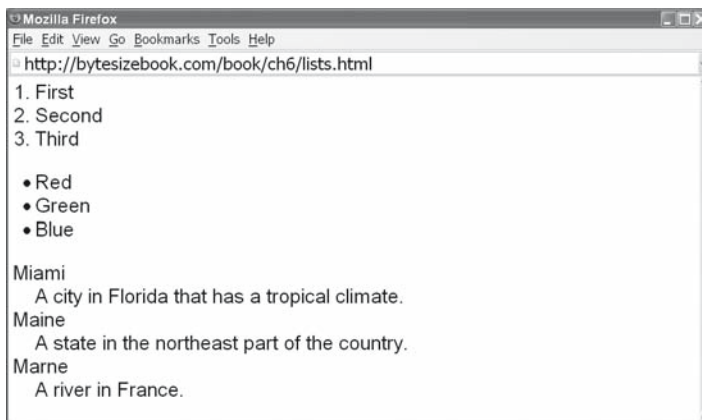 Mozilla Firefox
File Edit View Go Bookmarks Tools Help
http://bytesizebook.com/book/ch6/lists.html
1. First
2. Second
3. Third
• Red
• Green
• Blue
Miami
A city in Florida that has a tropical climate.
Maine
A state in the northeast part of the country.
Marne
A river in France.